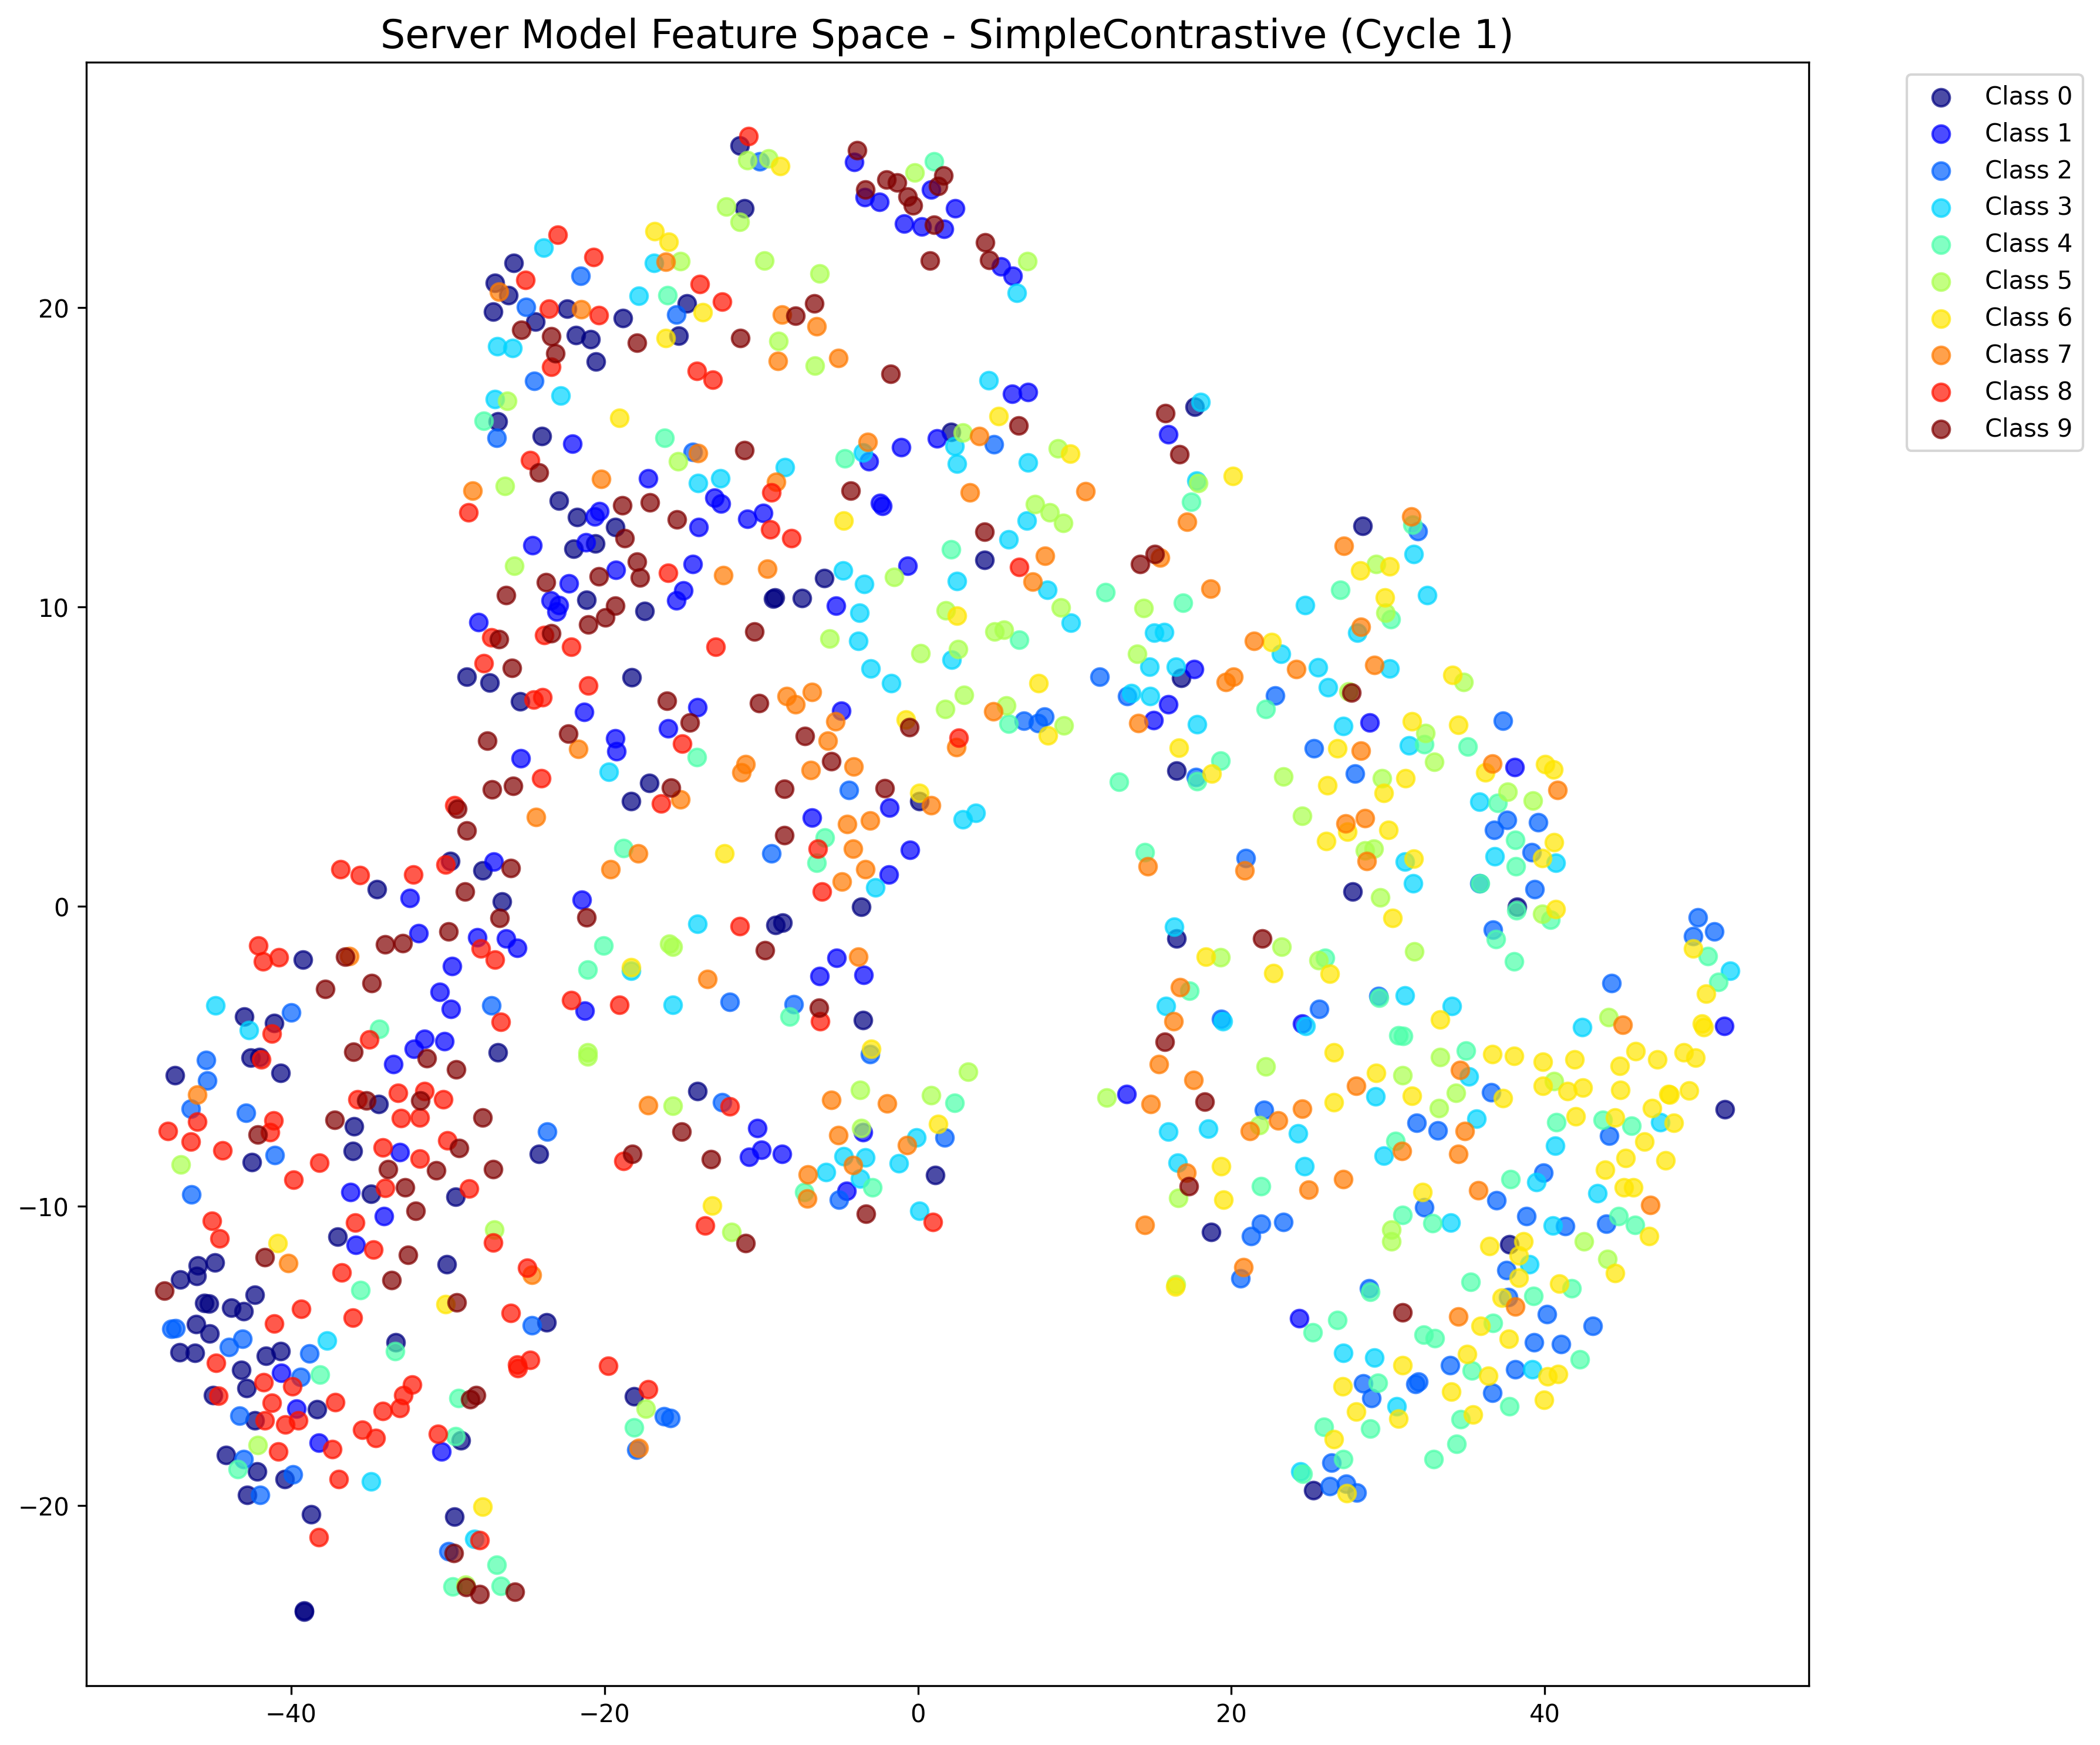 Server Model Feature Space - SimpleContrastive (Cycle 1)
Class 0
Class 1
Class 2
Class 3
Class 4
Class 5
Class 6
Class 7
Class 8
Class 9
20
10
0
−10
−20
−40 −20 0 20 40